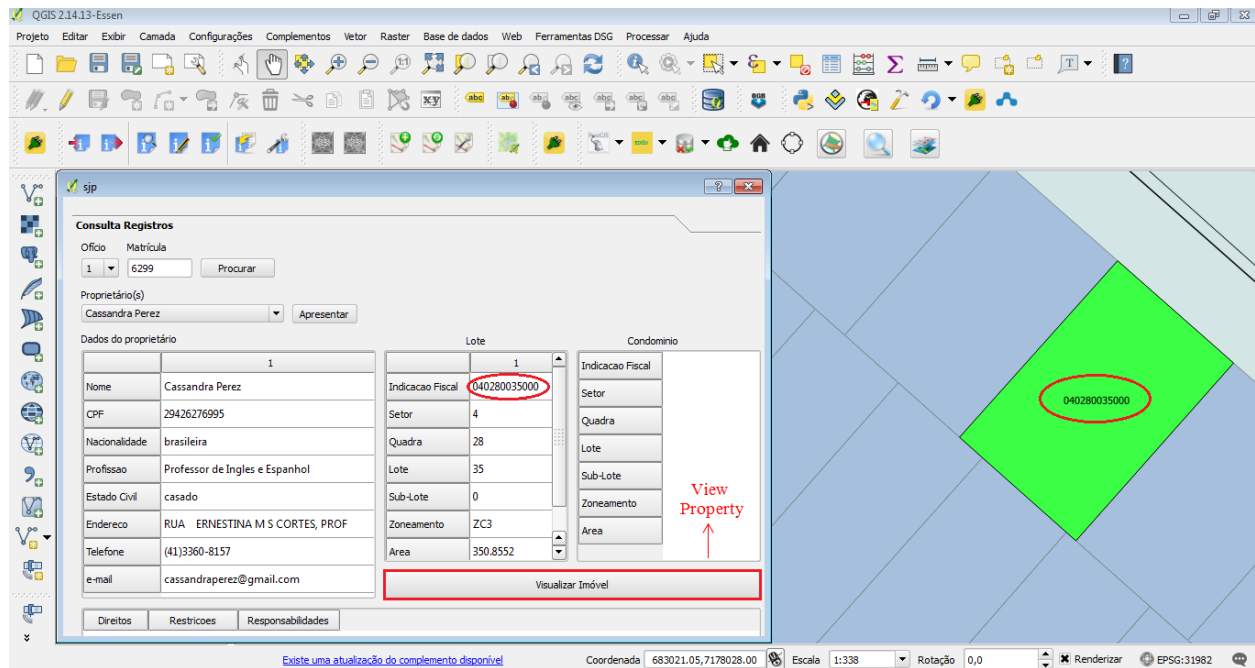 QGIS 2.14.13-Essen
Projeto Editar Exibir Camada Configurações Complementos Vetor Raster Base de dados Web Ferramentas DSG Processar Ajuda
sjp
Consulta Registros
Ofício Matrícula
1 6299 Procurar
Proprietário(s)
Cassandra Perez Apresentar
Dados do proprietário Lote Condominio
1
Nome Cassandra Perez
CPF 29426276995
Nacionalidade brasileira
Profissao Professor de Ingles e Espanhol
Estado Civil casado
Endereco RUA ERNESTINA M S CORTES, PROF
Telefone (41)3360-8157
e-mail cassandraperez@gmail.com
1
Indicacao Fiscal 040280035000
Setor 4
Quadra 28
Lote 35
Sub-Lote 0
Zoneamento ZC3
Area 350.8552
Indicacao Fiscal
Setor
Quadra
Lote
Sub-Lote
Zoneamento
Area
View
Property
Visualizar Imóvel
Direitos Restricoes Responsabilidades
040280035000
Existe uma atualização do complemento disponível Coordenada 683021.05,7178028.00 Escala 1:338 Rotação 0,0 Renderizar EPSG:31982